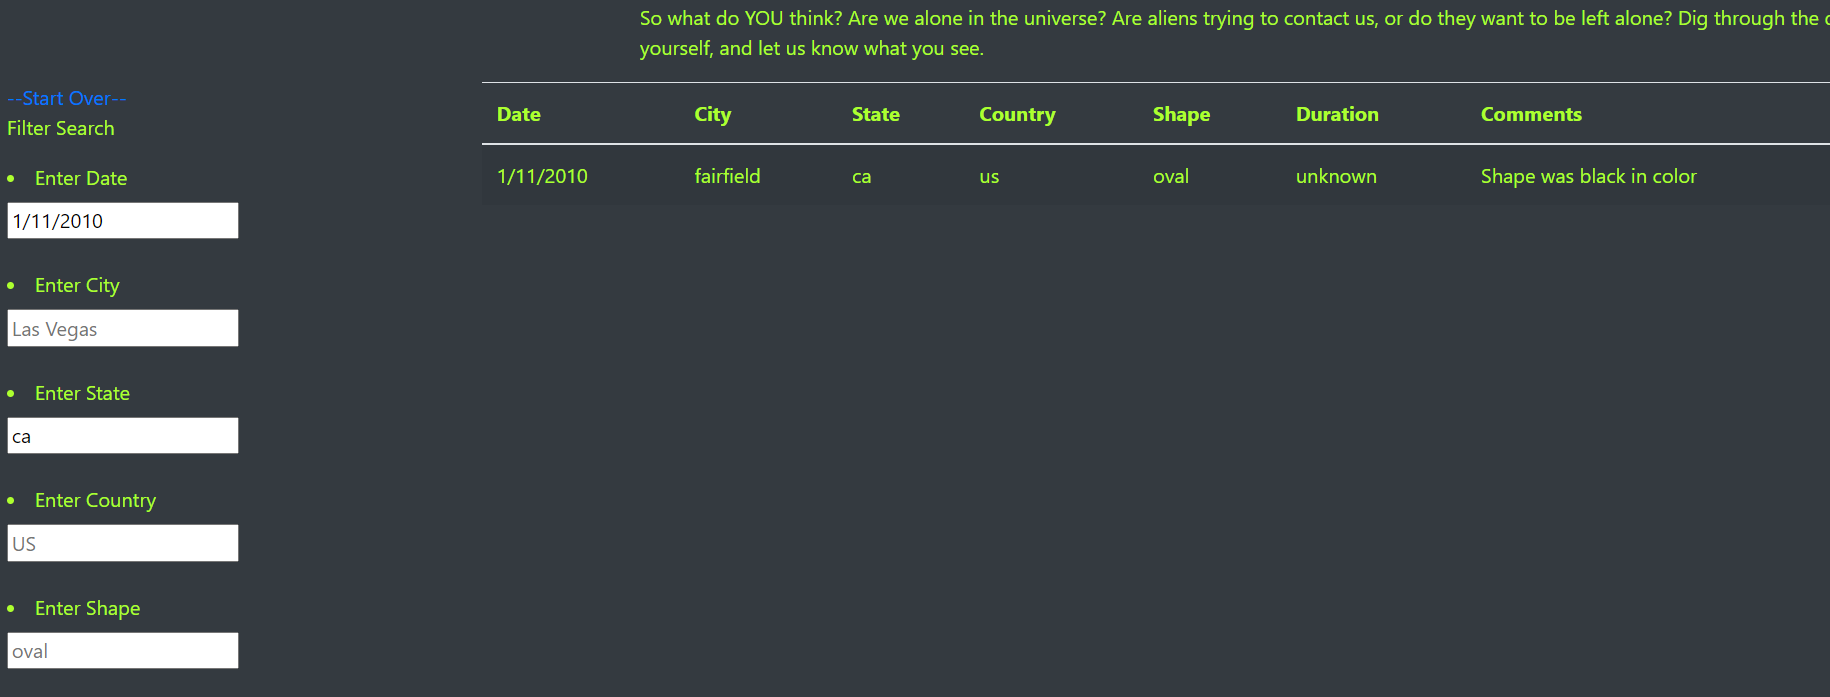 So what do YOU think? Are we alone in the universe? Are aliens trying to contact us, or do they want to be left alone? Dig through the
yourself, and let us know what you see.
--Start Over--
Filter Search
Enter Date
1/11/2010
Enter City
Las Vegas
Enter State
ca
Enter Country
US
Enter Shape
oval
Date City State Country Shape Duration Comments
1/11/2010 fairfield ca us oval unknown Shape was black in color